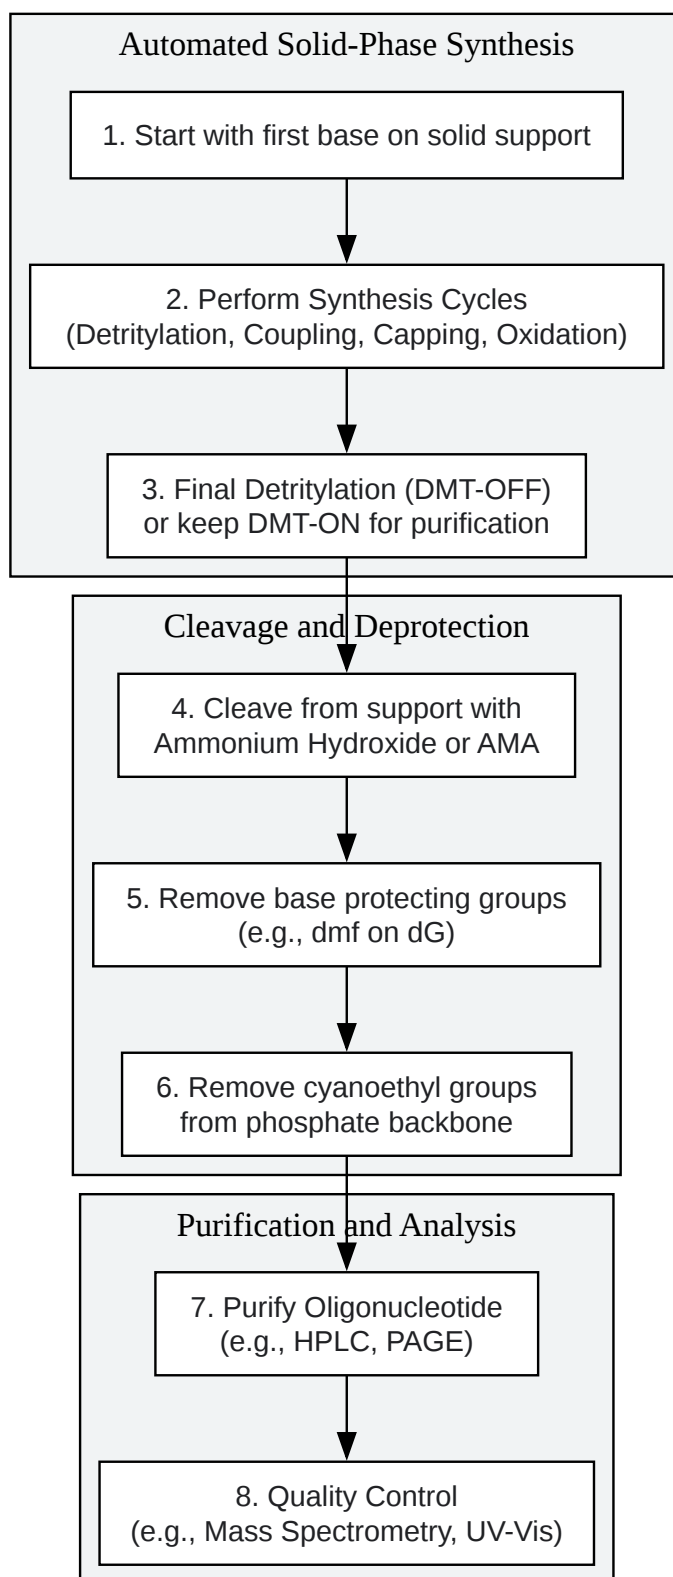 Automated Solid-Phase Synthesis
1. Start with first base on solid support
2. Perform Synthesis Cycles
(Detritylation, Coupling, Capping, Oxidation)
3. Final Detritylation (DMT-OFF)
or keep DMT-ON for purification
Cleavage and Deprotection
4. Cleave from support with
Ammonium Hydroxide or AMA
5. Remove base protecting groups
(e.g., dmf on dG)
6. Remove cyanoethyl groups
from phosphate backbone
Purification and Analysis
7. Purify Oligonucleotide
(e.g., HPLC, PAGE)
8. Quality Control
(e.g., Mass Spectrometry, UV-Vis)